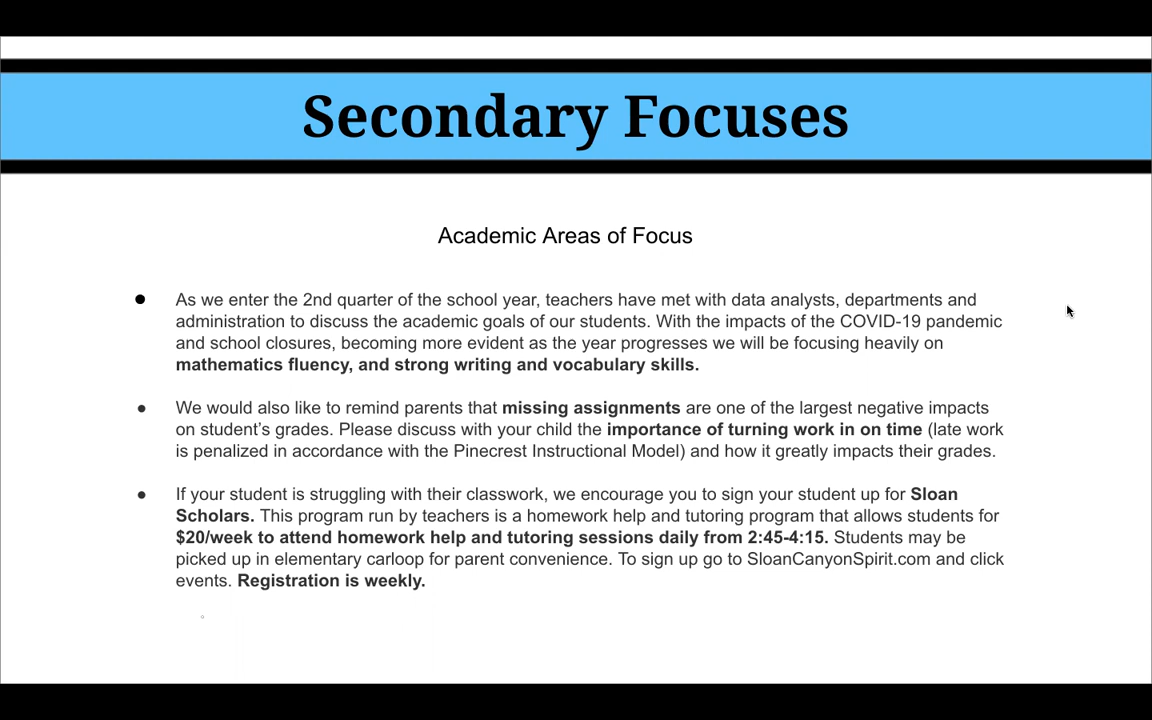 Secondary Focuses
Academic Areas of Focus
● As we enter the 2nd quarter of the school year, teachers have met with data analysts, departments and
administration to discuss the academic goals of our students. With the impacts of the COVID-19 pandemic
and school closures, becoming more evident as the year progresses we will be focusing heavily on
mathematics fluency, and strong writing and vocabulary skills.
● We would also like to remind parents that missing assignments are one of the largest negative impacts
on student’s grades. Please discuss with your child the importance of turning work in on time (late work
is penalized in accordance with the Pinecrest Instructional Model) and how it greatly impacts their grades.
● If your student is struggling with their classwork, we encourage you to sign your student up for Sloan
Scholars. This program run by teachers is a homework help and tutoring program that allows students for
$20/week to attend homework help and tutoring sessions daily from 2:45-4:15. Students may be
picked up in elementary carloop for parent convenience. To sign up go to SloanCanyonSpirit.com and click
events. Registration is weekly.